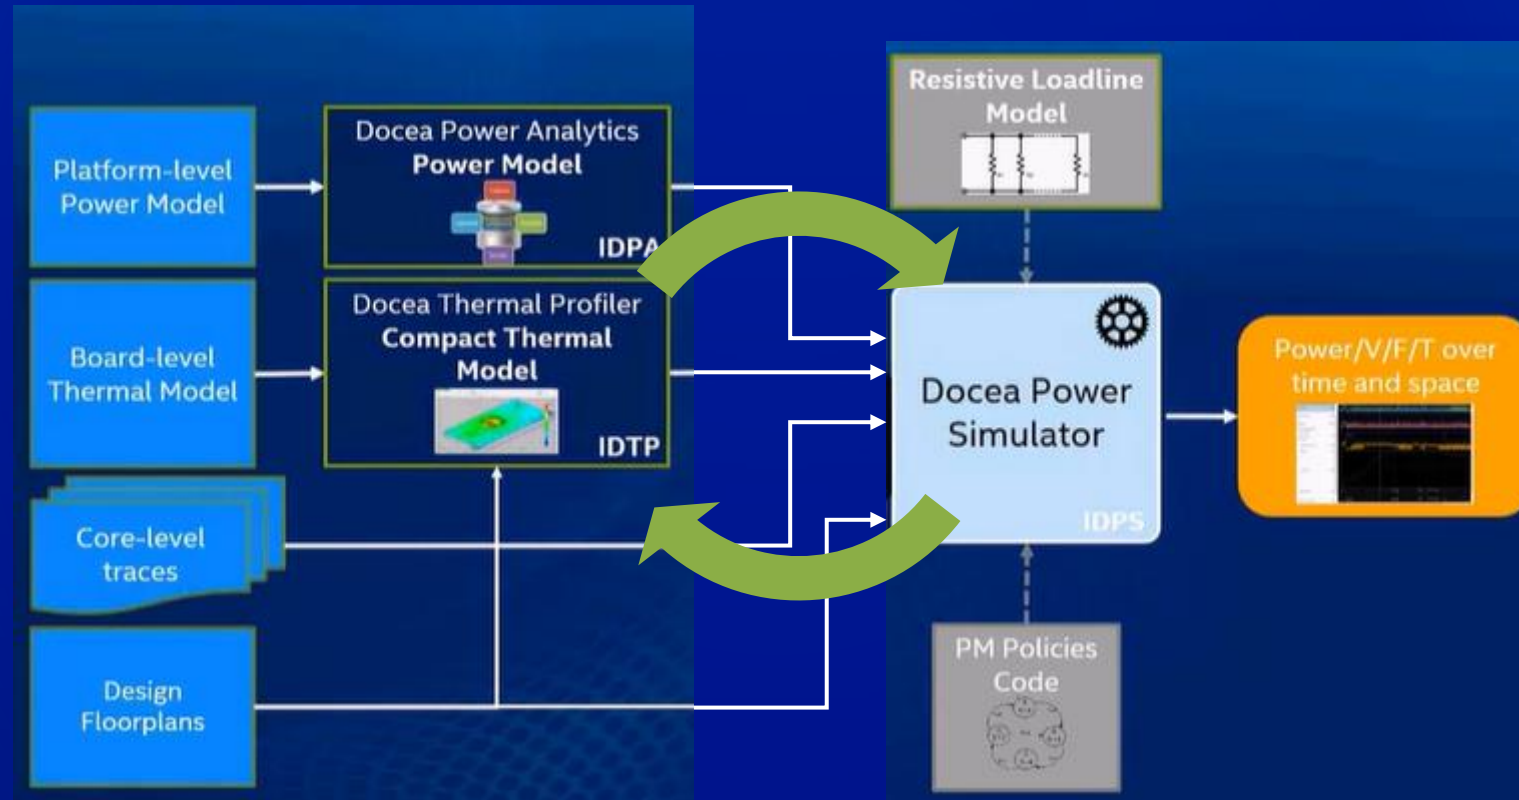 Platform-level
Power Model
Docea Power Analytics
Power Model
IDPA
Board-level
Thermal Model
Docea Thermal Profiler
Compact Thermal
Model
IDTP
Core-level
traces
Design
Floorplans
Resistive Loadline
Model
Docea Power
Simulator
IDPS
PM Policies
Code
Power/V/F/T over
time and space